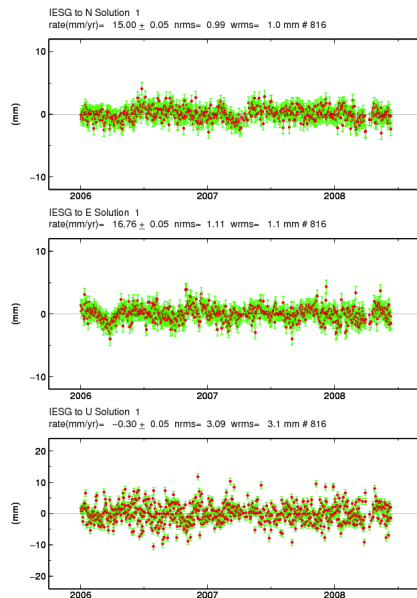 IESG to N Solution 1
rate(mm/yr)= 15.00 ± 0.05 nrms= 0.99 wrms= 1.0 mm # 816
10
0
−10
(mm)
2006 2007 2008
IESG to E Solution 1
rate(mm/yr)= 16.76 ± 0.05 nrms= 1.11 wrms= 1.1 mm # 816
10
0
−10
(mm)
2006 2007 2008
IESG to U Solution 1
rate(mm/yr)= −0.30 ± 0.05 nrms= 3.09 wrms= 3.1 mm # 816
20
10
0
−10
−20
(mm)
2006 2007 2008